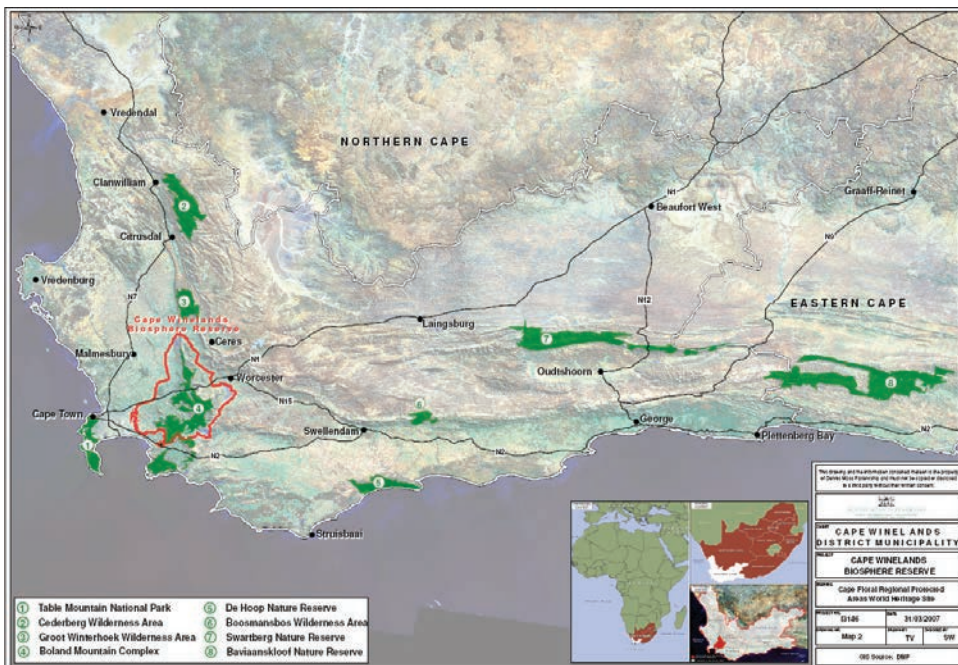 Vredendal
NORTHERN CAPE
Clanwilliam
2
N1
Graaff-Reinet
Beaufort West
Citrusdal
N9
Vredenburg
N7
3
N12
EASTERN CAPE
Cape Winelands
Biosphere Reserve
Laingsburg
Ceres
7
Malmesbury
N1
Oudtshoorn
Worcester
8
4
N15
6
Cape Town
George
Swellendam
N2
1
N2
N2
Plettenberg Bay
5
Struisbaai
1 Table Mountain National Park
2 Cederberg Wilderness Area
3 Groot Winterhoek Wilderness Area
4 Boland Mountain Complex
5 De Hoop Nature Reserve
6 Boosmansbos Wilderness Area
7 Swartberg Nature Reserve
8 Baviaanskloof Nature Reserve
CAPE WINELANDS
DISTRICT MUNICIPALITY
CAPE WINELANDS
BIOSPHERE RESERVE
Cape Floral Regional Protected
Areas World Heritage Site
31/03/2007
Map 2
TV
SW